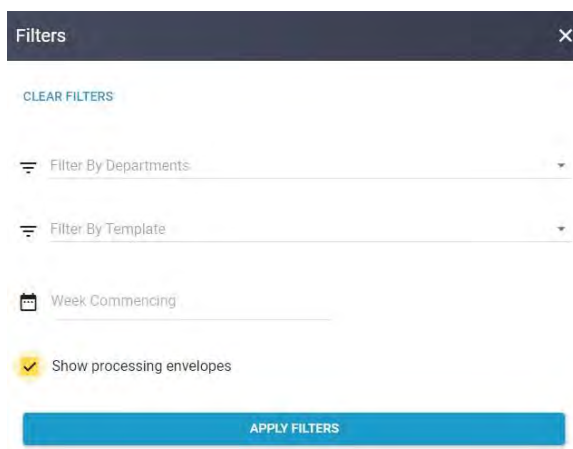 Filters
CLEAR FILTERS
Filter By Departments
Filter By Template
Week Commencing
Show processing envelopes
APPLY FILTERS